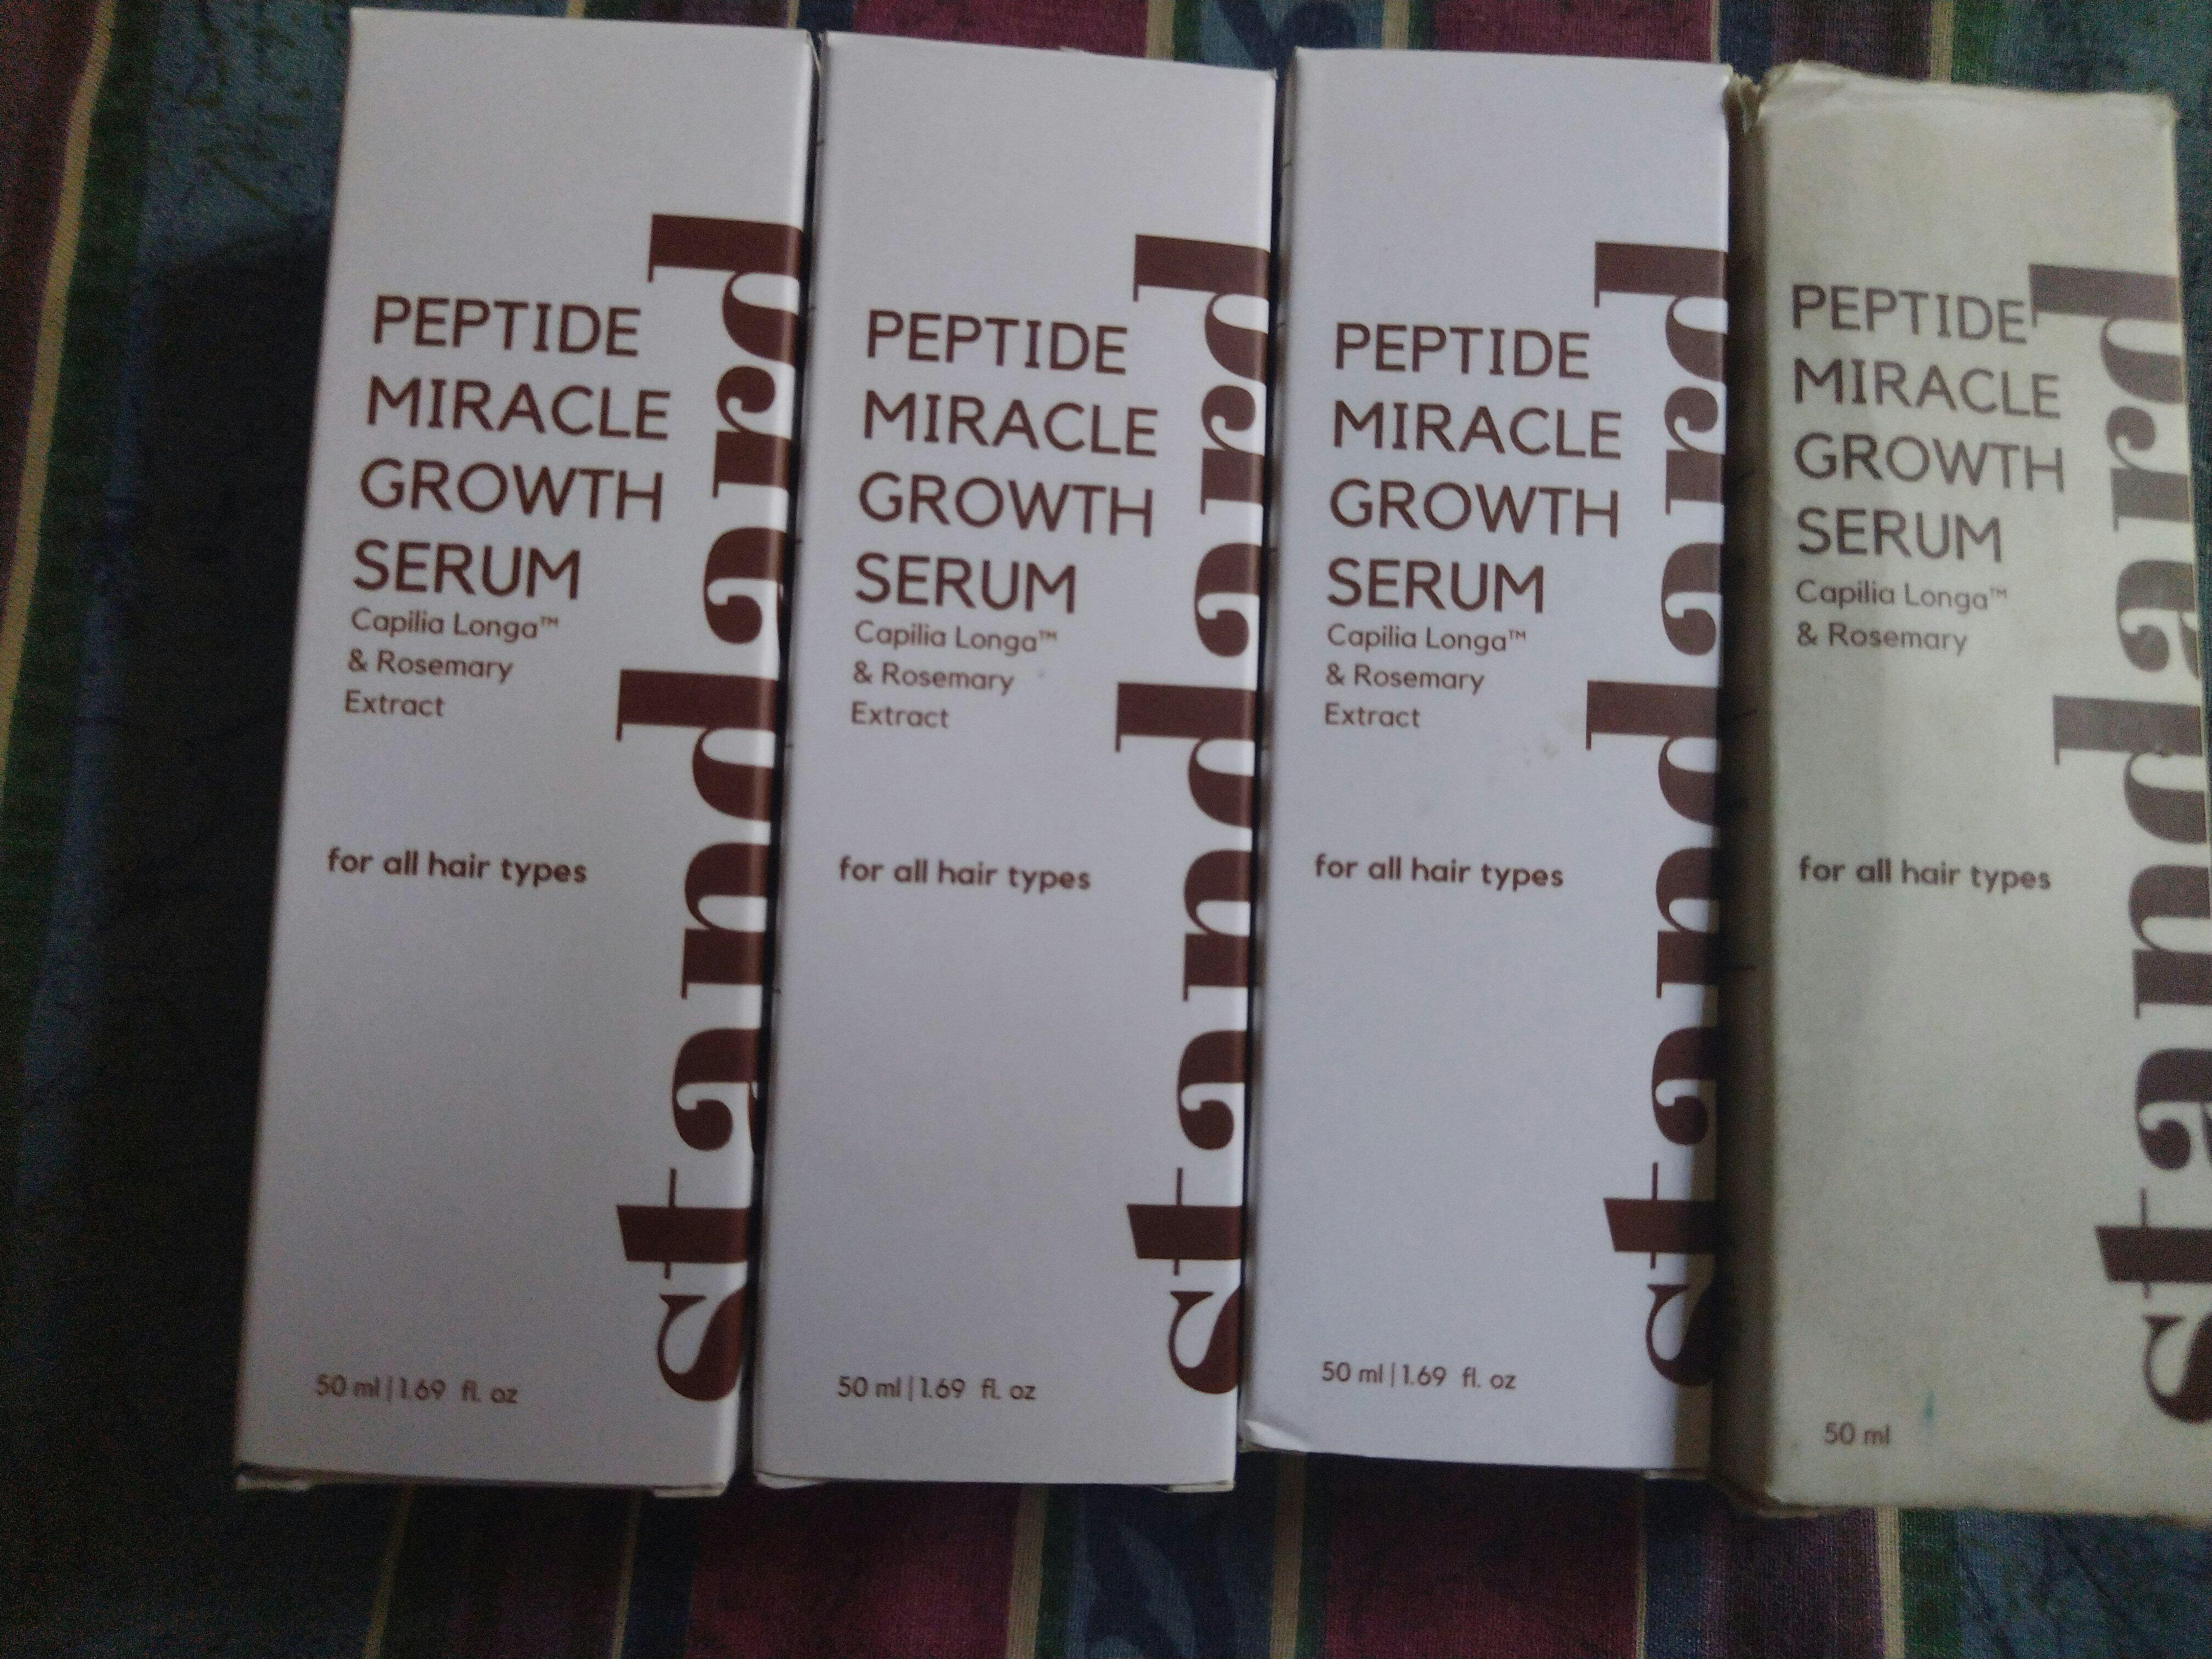 PEPTIDE
MIRACLE
GROWTH
SERUM
Capilia Longa™
& Rosemary
Extract
for all hair types
50 ml | 1.69 fl. oz
standard
PEPTIDE
MIRACLE
GROWTH
SERUM
Capilia Longa™
& Rosemary
Extract
for all hair types
50 ml | 1.69 fl. oz
standard
PEPTIDE
MIRACLE
GROWTH
SERUM
Capilia Longa™
& Rosemary
Extract
for all hair types
50 ml | 1.69 fl. oz
standard
PEPTIDE
MIRACLE
GROWTH
SERUM
Capilia Longa™
& Rosemary
for all hair types
50 ml
standard